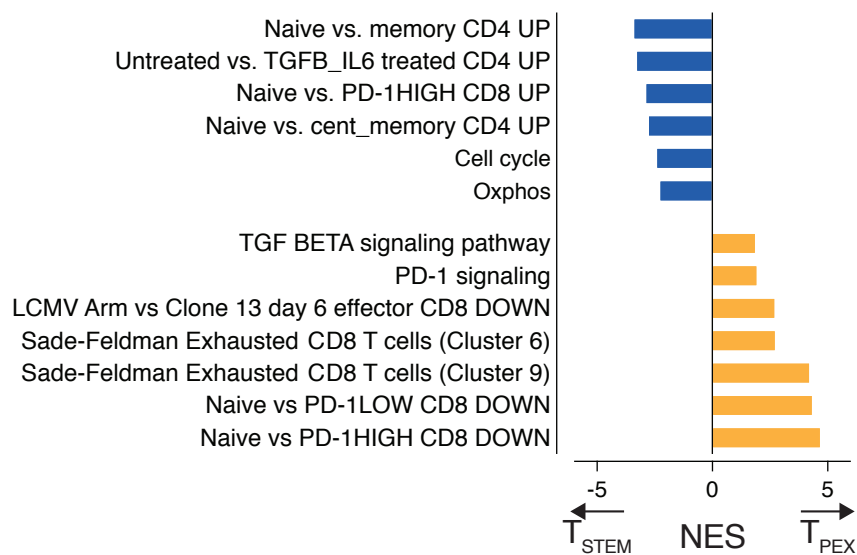 Naive vs. memory CD4 UP
Untreated vs. TGFB_IL6 treated CD4 UP
Naive vs. PD-1HIGH CD8 UP
Naive vs. cent_memory CD4 UP
Cell cycle
Oxphos
TGF BETA signaling pathway
PD-1 signaling
LCMV Arm vs Clone 13 day 6 effector CD8 DOWN
Sade-Feldman Exhausted CD8 T cells (Cluster 6)
Sade-Feldman Exhausted CD8 T cells (Cluster 9)
Naive vs PD-1LOW CD8 DOWN
Naive vs PD-1HIGH CD8 DOWN
-5 0 5
TSTEM NES TPEX